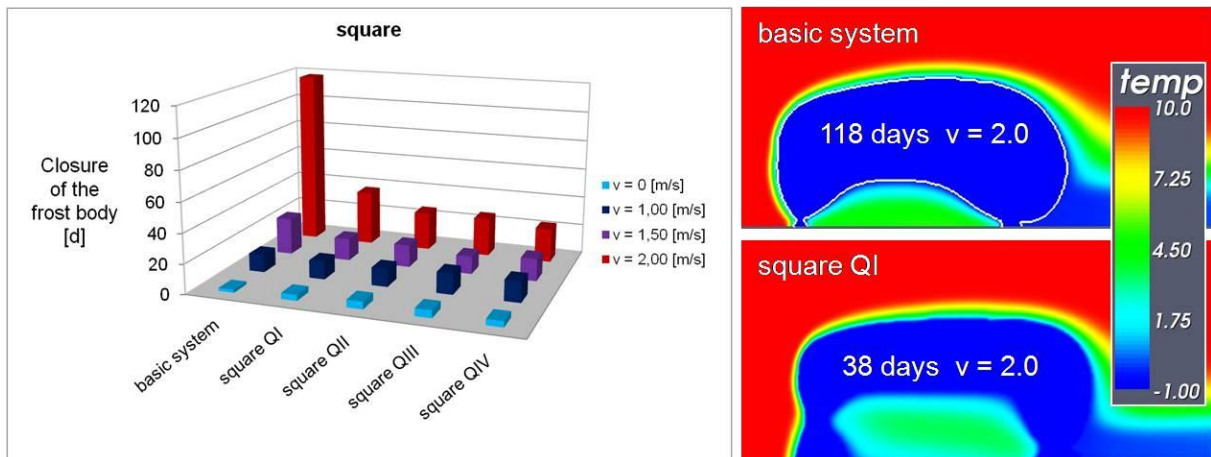 square
120
100
80
60
40
20
0
Closure
of the
frost body
[d]
basic system
square QI
square QII
square QIII
square QIV
v = 0 [m/s]
v = 1,00 [m/s]
v = 1,50 [m/s]
v = 2,00 [m/s]
basic system
118 days v = 2.0
square QI
38 days v = 2.0
temp
10.0
7.25
4.50
1.75
-1.00